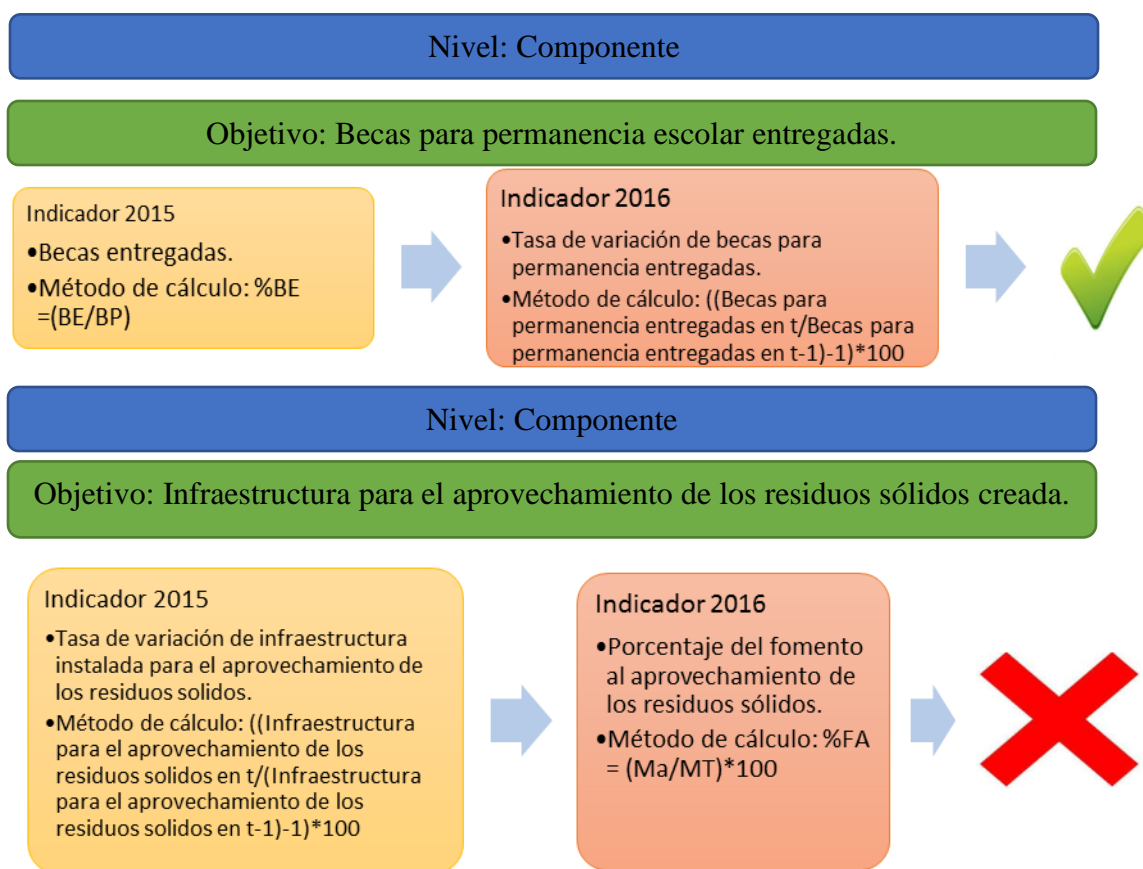 Nivel: Componente
Objetivo: Becas para permanencia escolar entregadas.
Indicador 2015
•Becas entregadas.
•Método de cálculo: %BE
=(BE/BP)
Indicador 2016
•Tasa de variación de becas para
permanencia entregadas.
•Método de cálculo: ((Becas para
permanencia entregadas en t/Becas para
permanencia entregadas en t-1)-1)*100
Nivel: Componente
Objetivo: Infraestructura para el aprovechamiento de los residuos sólidos creada.
Indicador 2015
•Tasa de variación de infraestructura
instalada para el aprovechamiento de
los residuos solidos.
•Método de cálculo: ((Infraestructura
para el aprovechamiento de los
residuos solidos en t/(Infraestructura
para el aprovechamiento de los
residuos solidos en t-1)-1)*100
Indicador 2016
•Porcentaje del fomento
al aprovechamiento de
los residuos sólidos.
•Método de cálculo: %FA
= (Ma/MT)*100